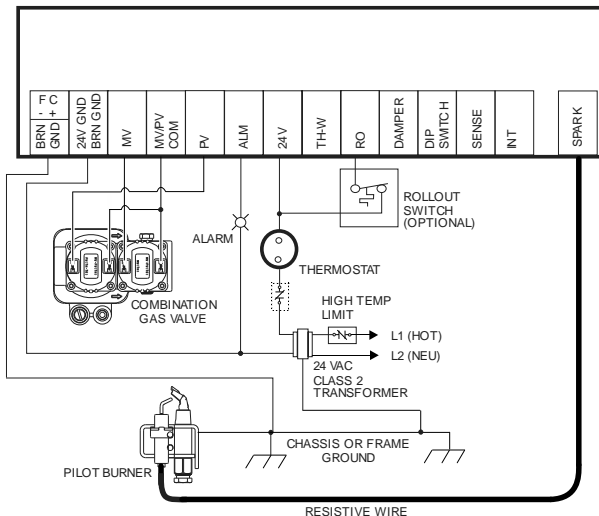 F C
- +
BRN
GND
24V GND
BRN GND
MV
MV/PV
COM
PV
ALM
24V
TH-W
RO
DAMPER
DIP
SWTCH
SENSE
INT
SPARK
ROLLOUT
SWITCH
(OPTIONAL)
ALARM
THERMOSTAT
COMBINATION
GAS VALVE
HIGH TEMP
LIMIT
L1 (HOT)
L2 (NEU)
24 VAC
CLASS 2
TRANSFORMER
CHASSIS OR FRAME
GROUND
PILOT BURNER
RESISTIVE WIRE